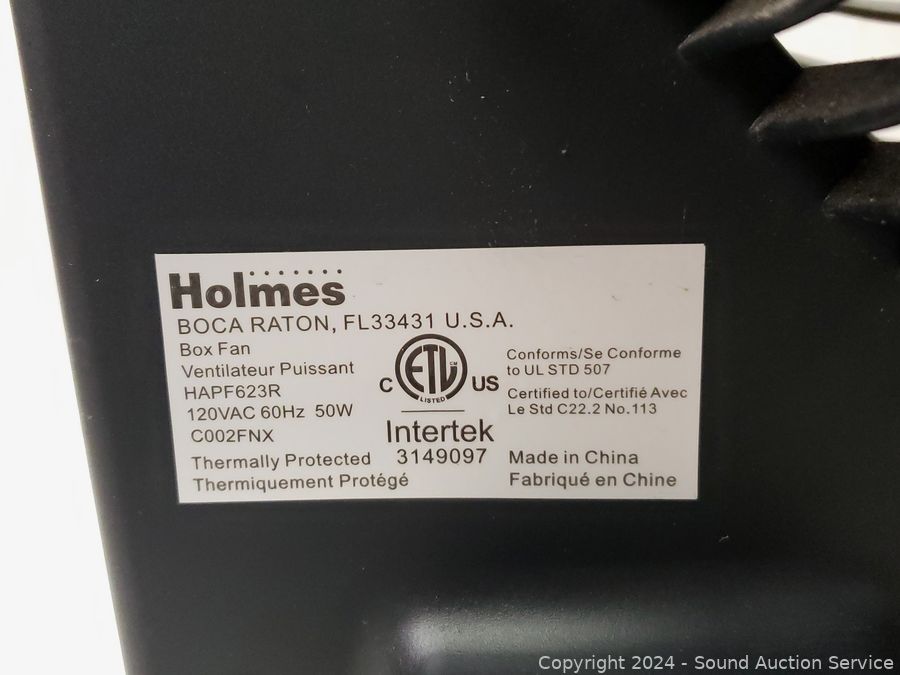 Holmes
BOCA RATON, FL33431 U.S.A.
Box Fan
Ventilateur Puissant
HAPF623R
120VAC 60Hz 50W
C002FNX
Thermally Protected
Thermiquement Protégé
C ETL CM US
LISTED
Intertek
3149097
Conforms/Se Conforme
to UL STD 507
Certified to/Certifié Avec
Le Std C22.2 No.113
Made in China
Fabriqué en Chine
Copyright 2024 - Sound Auction Service